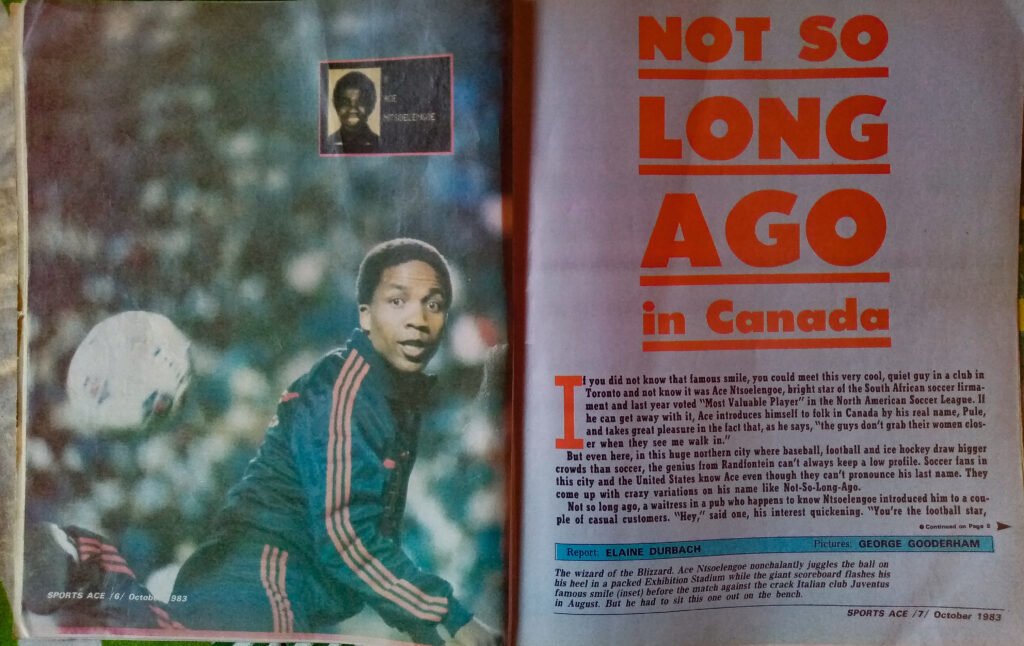 ACE
NTSOELENGOE
SPORTS ACE /6/ October 1983
NOT SO
LONG
AGO
in Canada
If you did not know that famous smile, you could meet this very cool, quiet guy in a club in
Toronto and not know it was Ace Ntsoelengoe, bright star of the South African soccer firma-
ment and last year voted "Most Valuable Player" in the North American Soccer League. If
he can get away with it, Ace introduces himself to folk in Canada by his real name, Pule,
and takes great pleasure in the fact that, as he says, "the guys don't grab their women clos-
er when they see me walk in."
But even here, in this huge northern city where baseball, football and ice hockey draw bigger
crowds than soccer, the genius from Randfontein can't always keep a low profile. Soccer fans in
this city and the United States know Ace even though they can't pronounce his last name. They
come up with crazy variations on his name like Not-So-Long-Ago.
Not so long ago, a waitress in a pub who happens to know Ntsoelengoe introduced him to a cou-
ple of casual customers. "Hey," said one, his interest quickening. "You're the football star,
Continued on Page 8
Report: ELAINE DURBACH
Pictures: GEORGE GOODERHAM
The wizard of the Blizzard. Ace Ntsoelengoe nonchalantly juggles the ball on
his heel in a packed Exhibition Stadium while the giant scoreboard flashes his
famous smile (inset) before the match against the crack Italian club Juventus
in August. But he had to sit this one out on the bench.
SPORTS ACE /7/ October 1983